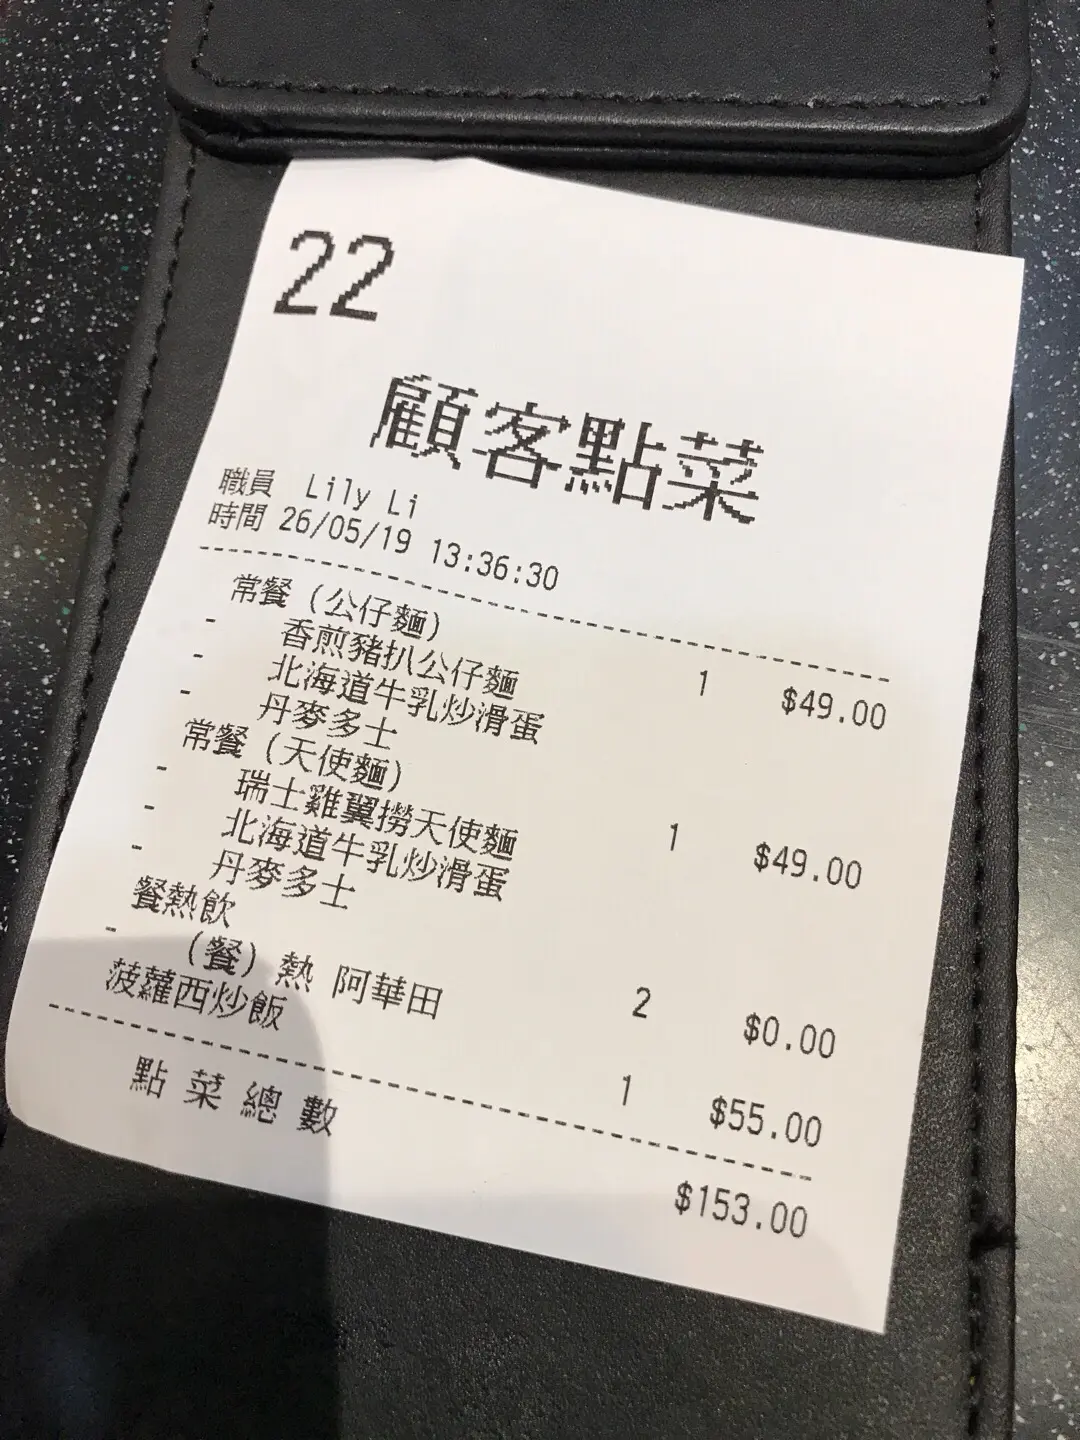 22
顧客點菜
職員 Lily Li
時間 26/05/19 13:36:30
常餐 (公仔麵) 1 $49.00
- 香煎豬扒公仔麵
- 北海道牛乳炒滑蛋
- 丹麥多士
常餐 (天使麵) 1 $49.00
- 瑞士雞翼撈天使麵
- 北海道牛乳炒滑蛋
- 丹麥多士
餐熱飲 2 $0.00
- (餐) 熱 阿華田
菠蘿西炒飯 1 $55.00
點菜總數 $153.00